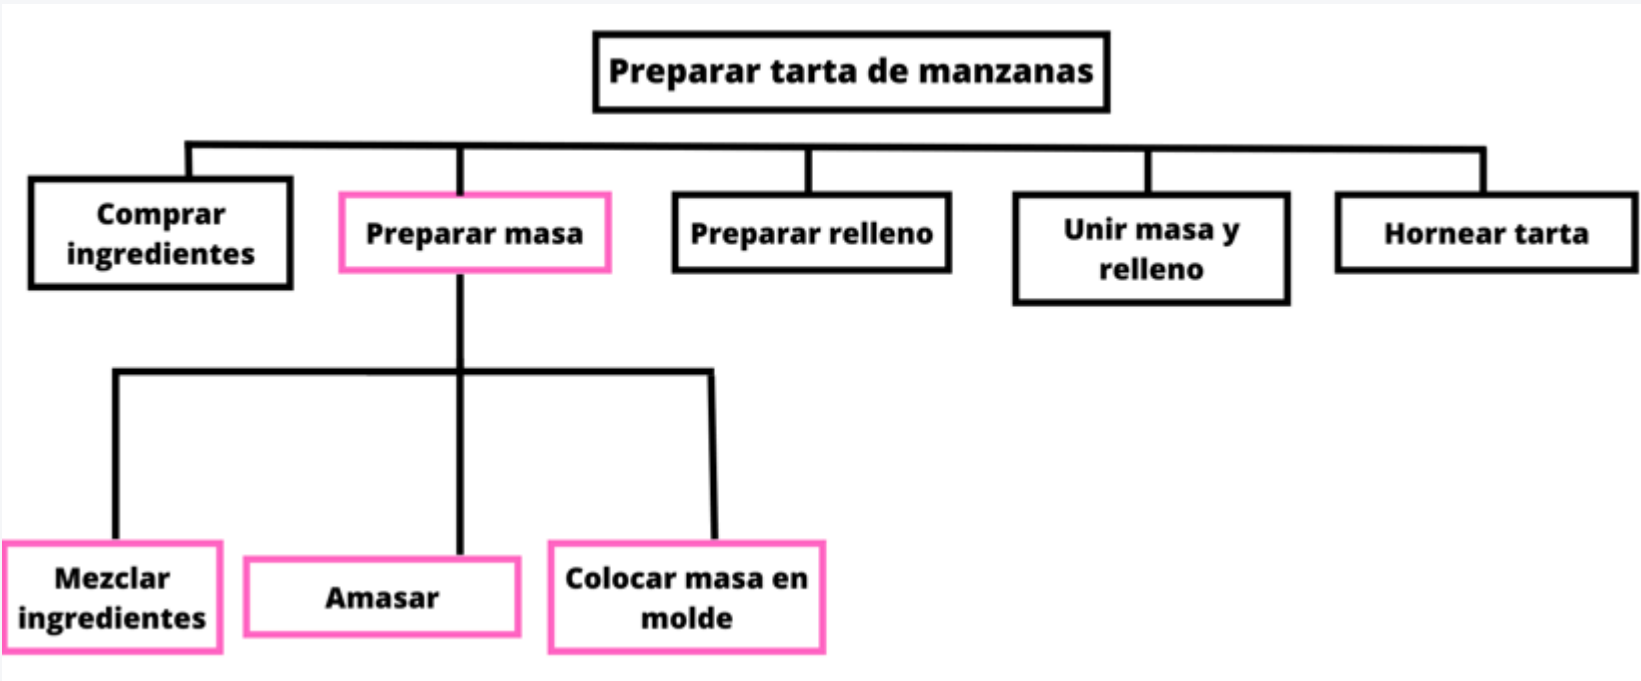 Preparar tarta de manzanas
Comprar
ingredientes
Preparar masa
Preparar relleno
Unir masa y
relleno
Hornear tarta
Mezclar
ingredientes
Amasar
Colocar masa en
molde